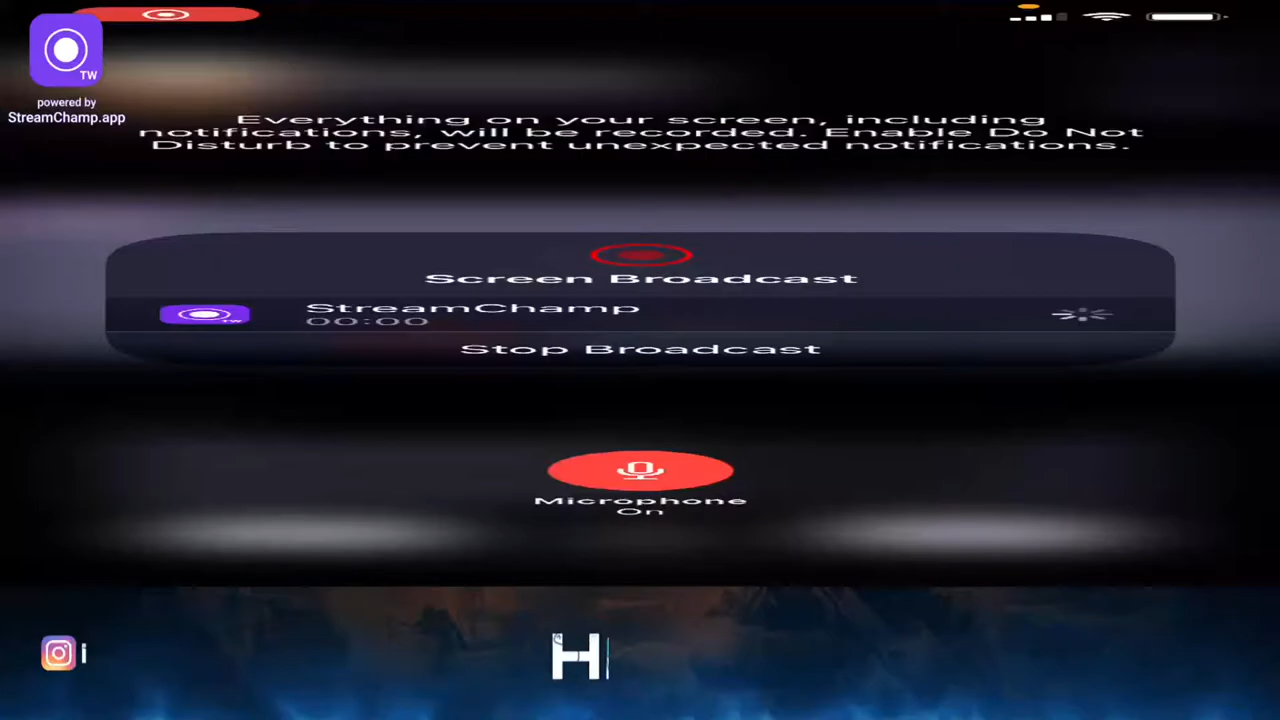 TW
powered by
StreamChamp.app
Everything on your screen, including
notifications, will be recorded. Enable Do Not
Disturb to prevent unexpected notifications.
Screen Broadcast
TW
StreamChamp
00:00
Stop Broadcast
Microphone
On
i
H